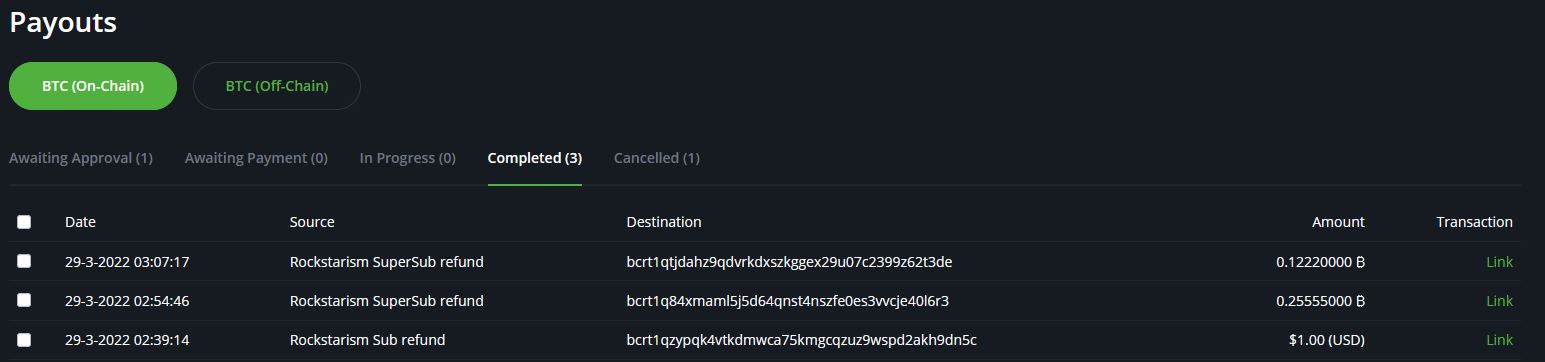 Payouts
BTC (On-Chain) BTC (Off-Chain)
Awaiting Approval (1) Awaiting Payment (0) In Progress (0) Completed (3) Cancelled (1)
Date Source Destination Amount Transaction
29-3-2022 03:07:17 Rockstarism SuperSub refund bcrt1qtjdahz9qdvrkdxszkggex29u07c2399z62t3de 0.12220000 ₿ Link
29-3-2022 02:54:46 Rockstarism SuperSub refund bcrt1q84xmaml5j5d64qnst4nszfe0es3vvcje40l6r3 0.25555000 ₿ Link
29-3-2022 02:39:14 Rockstarism Sub refund bcrt1qzypqk4vtkdmwca75kmgcqzuz9wspd2akh9dn5c $1.00 (USD) Link